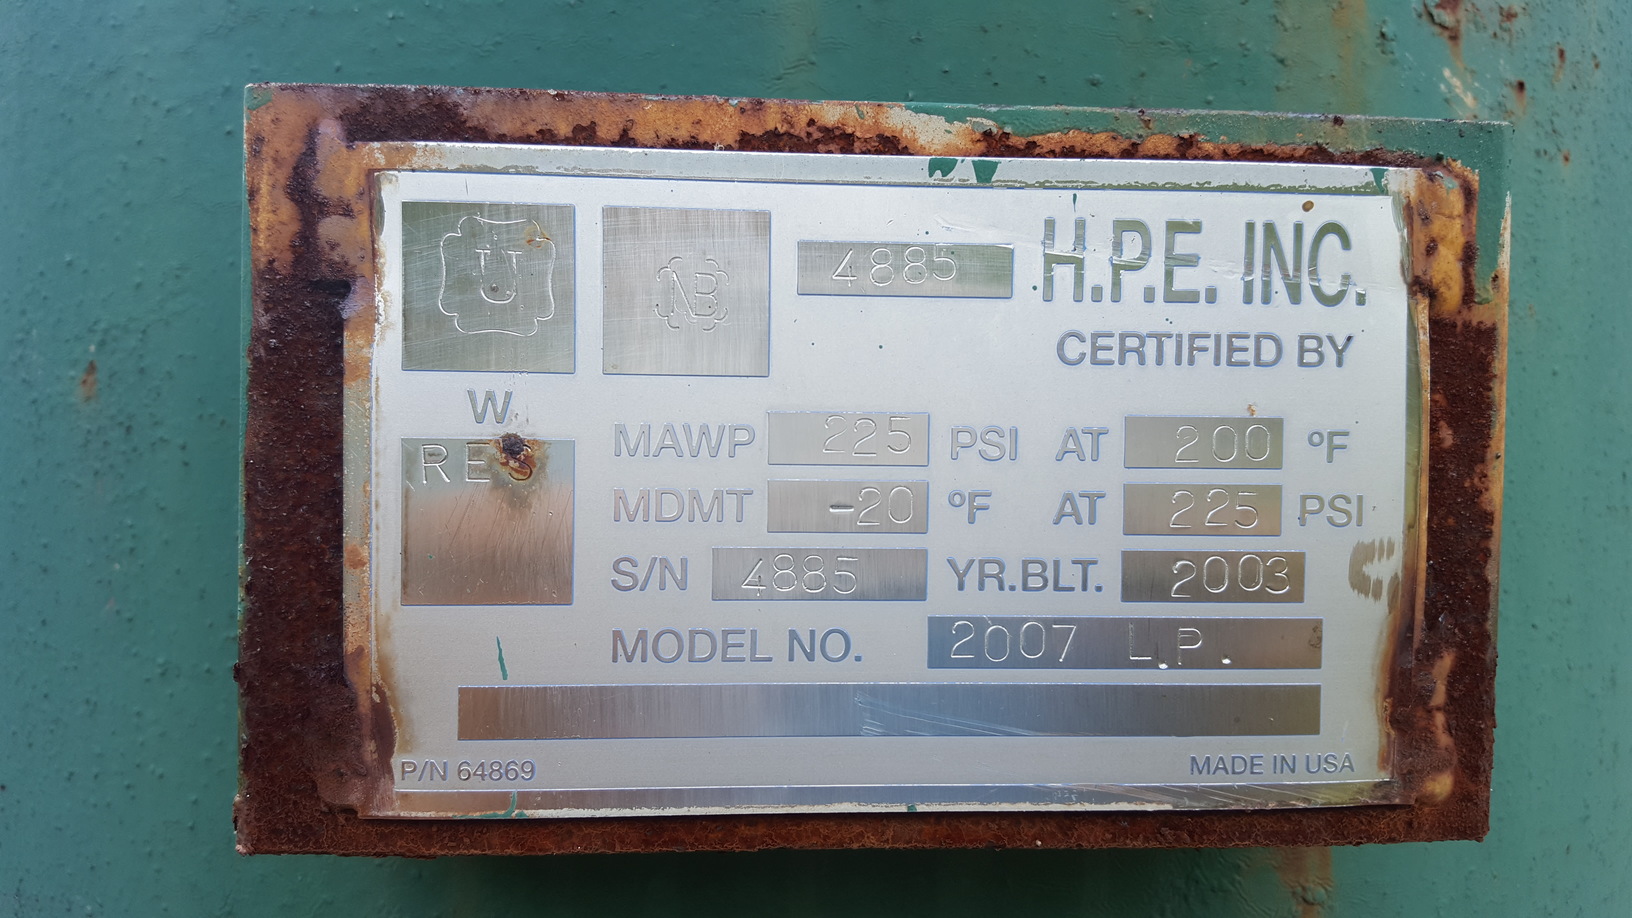 U
NB
4885 H.P.E. INC.
CERTIFIED BY
W
RES
MAWP 225 PSI AT 200 °F
MDMT -20 °F AT 225 PSI
S/N 4885 YR.BLT. 2003
MODEL NO. 2007 L.P.
P/N 64869 MADE IN USA